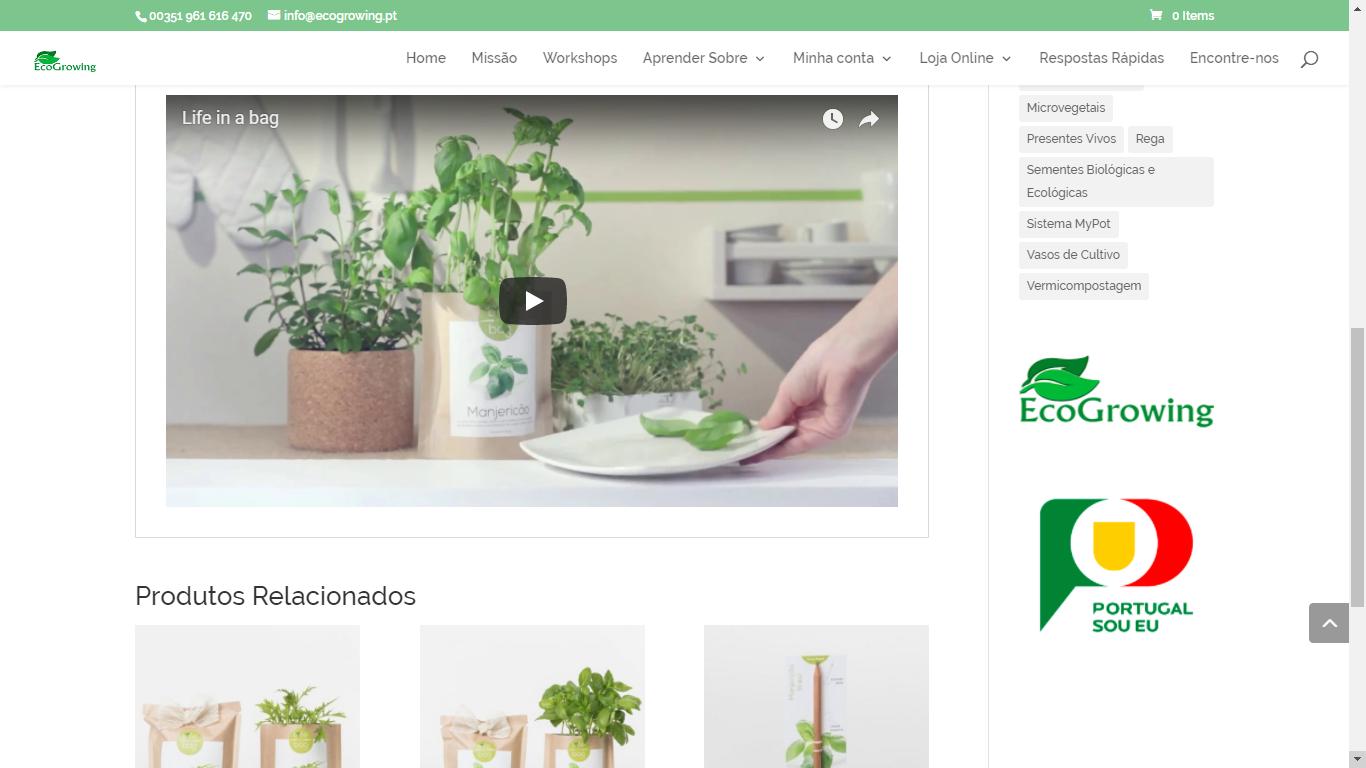 00351 961 616 470
info@ecogrowing.pt
0 Items
EcoGrowing
Home
Missão
Workshops
Aprender Sobre
Minha conta
Loja Online
Respostas Rápidas
Encontre-nos
Life in a bag
bag
Manjericão
Produtos Relacionados
Microvegetais
Presentes Vivos
Rega
Sementes Biológicas e
Ecológicas
Sistema MyPot
Vasos de Cultivo
Vermicompostagem
EcoGrowing
PORTUGAL
SOU EU